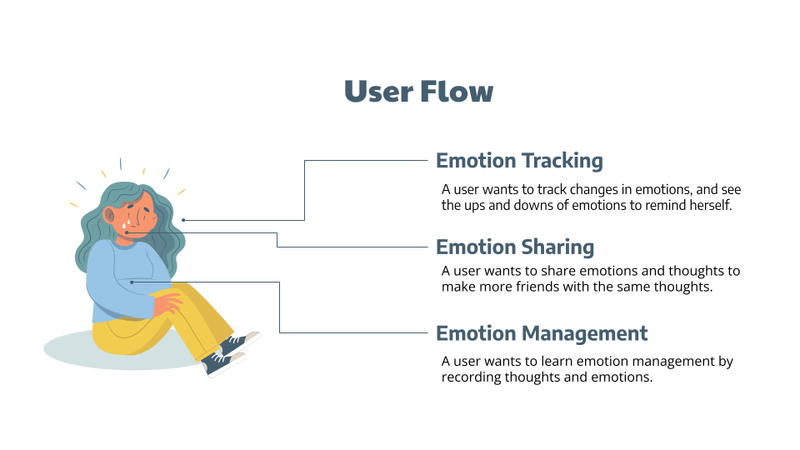 User Flow
Emotion Tracking
A user wants to track changes in emotions, and see
the ups and downs of emotions to remind herself.
Emotion Sharing
A user wants to share emotions and thoughts to
make more friends with the same thoughts.
Emotion Management
A user wants to learn emotion management by
recording thoughts and emotions.